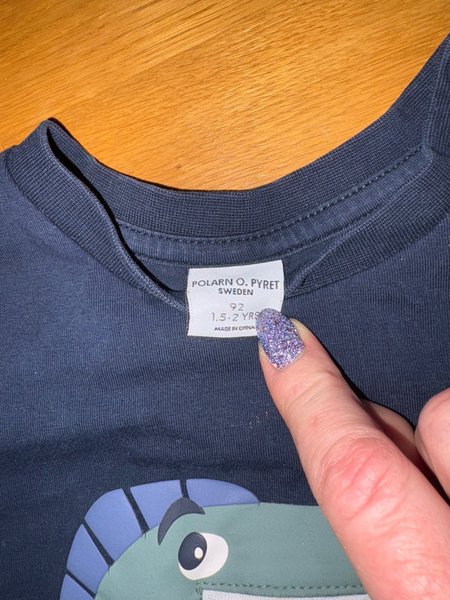 POLARN O. PYRET
SWEDEN
92
1.5-2 YRS
MADE IN CHINA